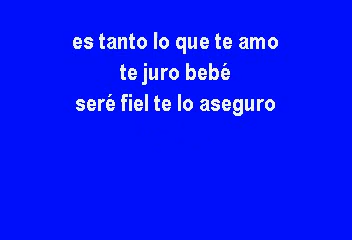 es tanto lo que te amo
te juro bebé
seré fiel te lo aseguro